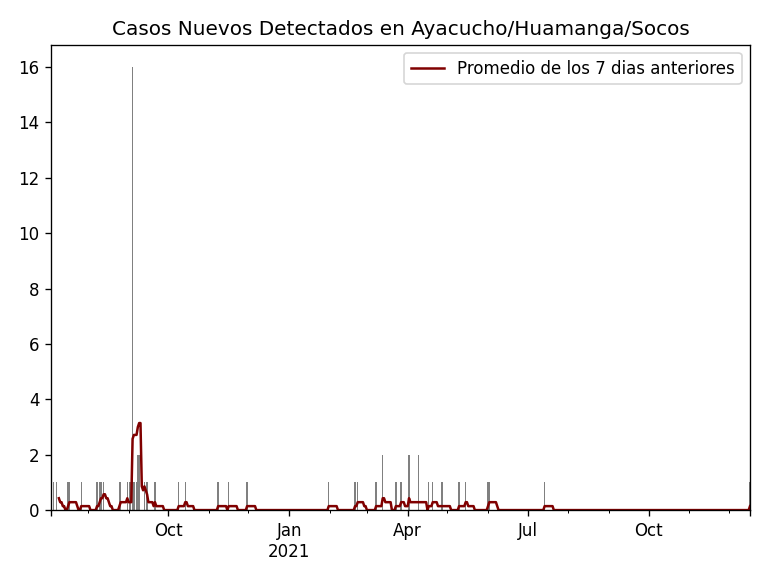 Casos Nuevos Detectados en Ayacucho/Huamanga/Socos
Promedio de los 7 dias anteriores
16
14
12
10
8
6
4
2
0
Oct
Jan
Apr
Jul
Oct
2021